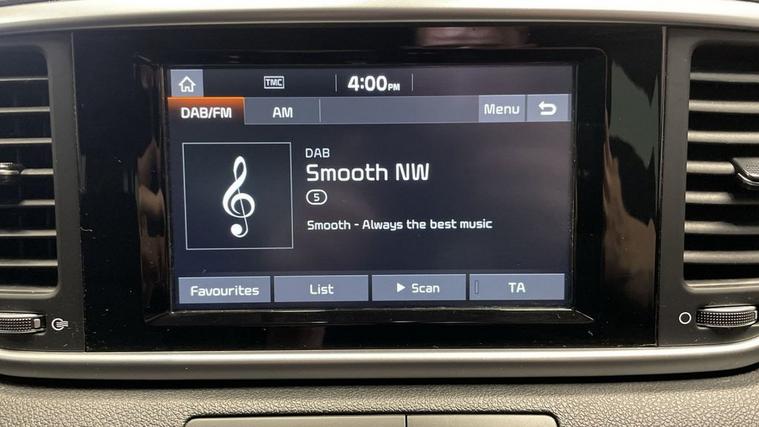 TMC
4:00PM
DAB/FM AM Menu
DAB
Smooth NW
5
Smooth - Always the best music
Favourites List Scan TA